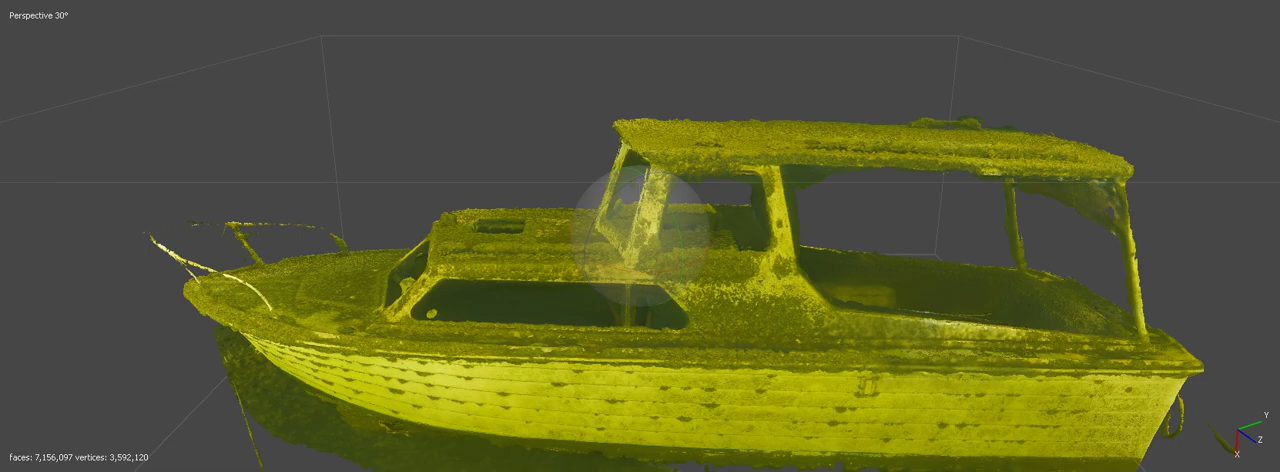 Perspective 30°
Y
Z
X
faces: 7,156,097 vertices: 3,592,120